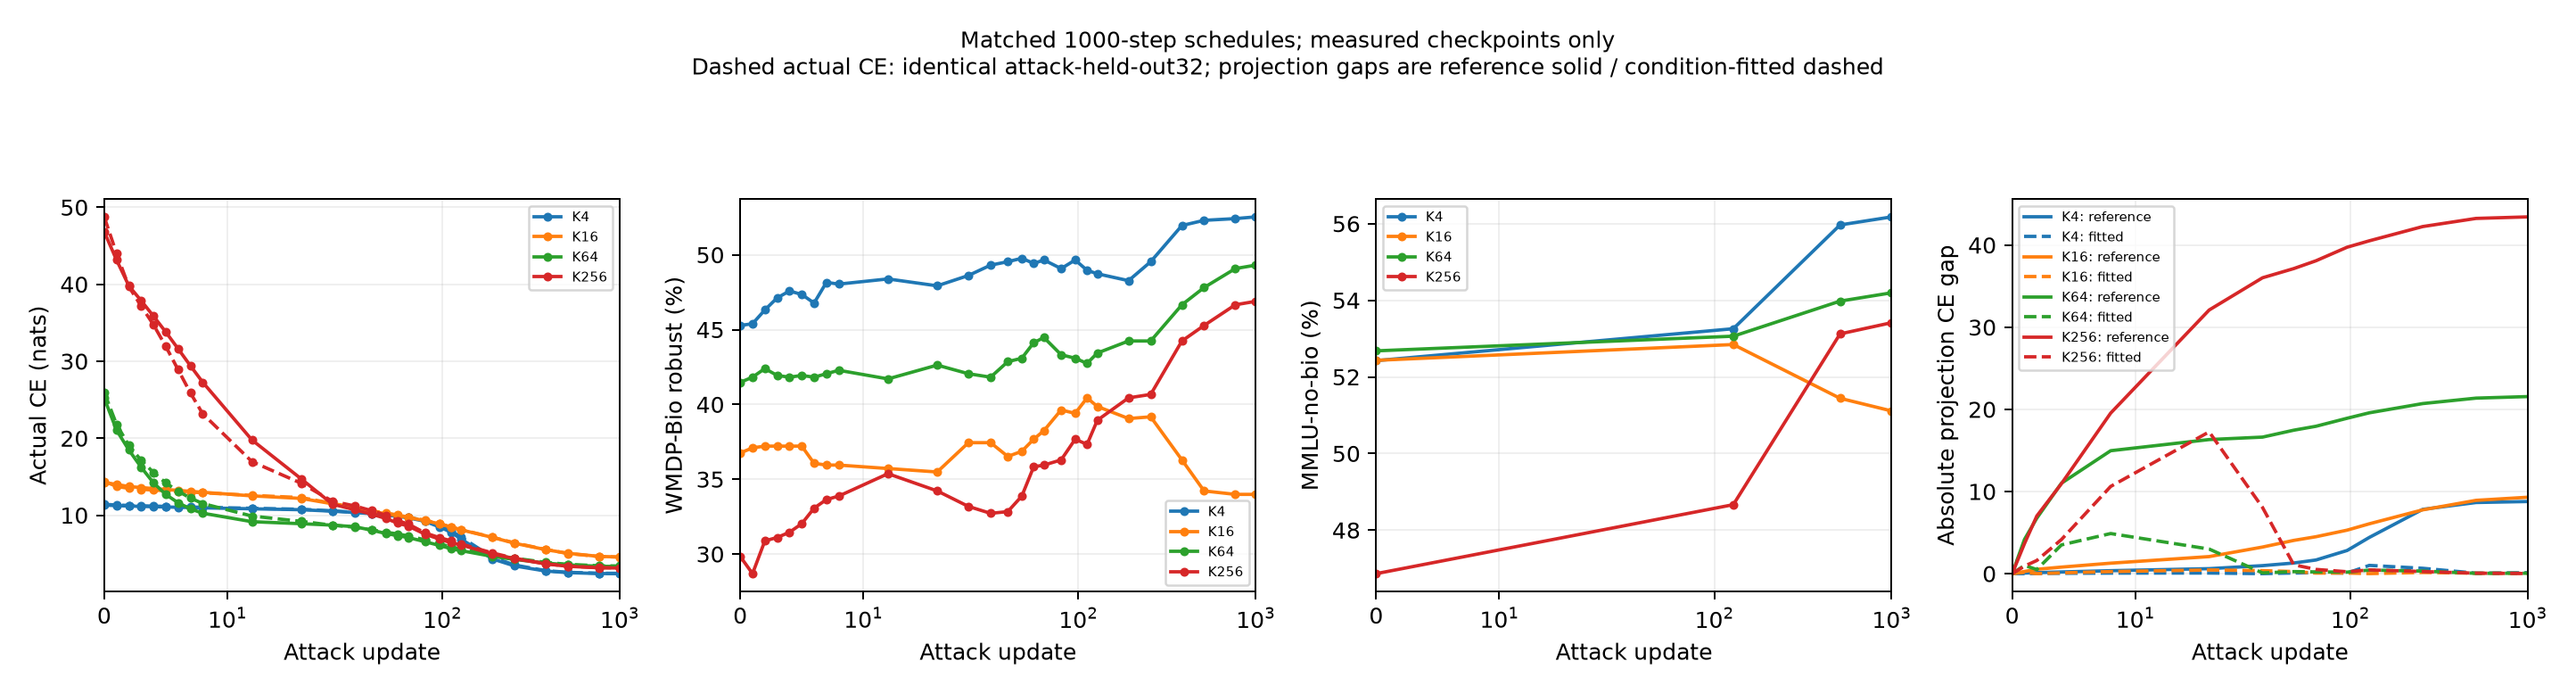 Matched 1000-step schedules; measured checkpoints only
Dashed actual CE: identical attack-held-out32; projection gaps are reference solid / condition-fitted dashed
Actual CE (nats)
50
40
30
20
10
0
10¹
10²
10³
Attack update
K4
K16
K64
K256
WMDP-Bio robust (%)
50
45
40
35
30
0
10¹
10²
10³
Attack update
K4
K16
K64
K256
MMLU-no-bio (%)
56
54
52
50
48
0
10¹
10²
10³
Attack update
K4
K16
K64
K256
Absolute projection CE gap
40
30
20
10
0
0
10¹
10²
10³
Attack update
K4: reference
K4: fitted
K16: reference
K16: fitted
K64: reference
K64: fitted
K256: reference
K256: fitted